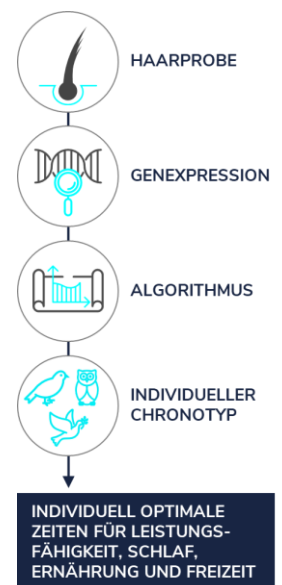 HAARPROBE
GENEXPRESSION
ALGORITHMUS
INDIVIDUELLER
CHRONOTYP
INDIVIDUELL OPTIMALE
ZEITEN FÜR LEISTUNGS-
FÄHIGKEIT, SCHLAF,
ERNÄHRUNG UND FREIZEIT